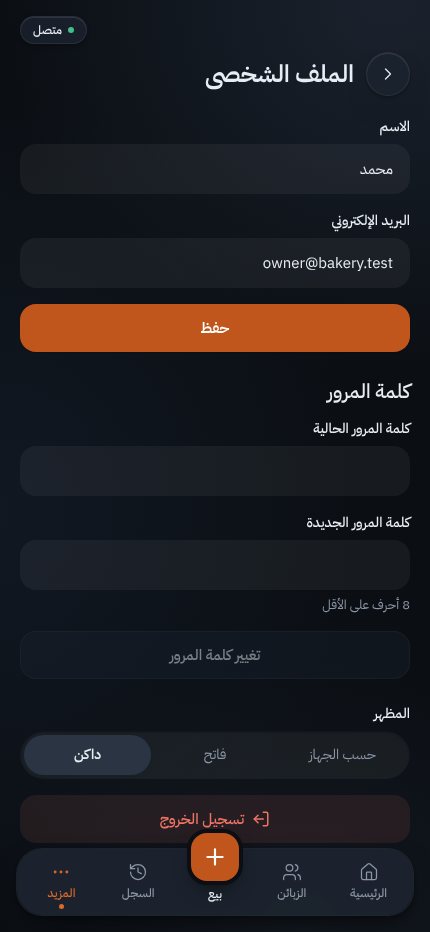 متصل
الملف الشخصي
الاسم
محمد
البريد الإلكتروني
owner@bakery.test
حفظ
كلمة المرور
كلمة المرور الحالية
كلمة المرور الجديدة
8 أحرف على الأقل
تغيير كلمة المرور
المظهر
حسب الجهاز فاتح داكن
تسجيل الخروج
الرئيسية الزبائن بيع السجل المزيد